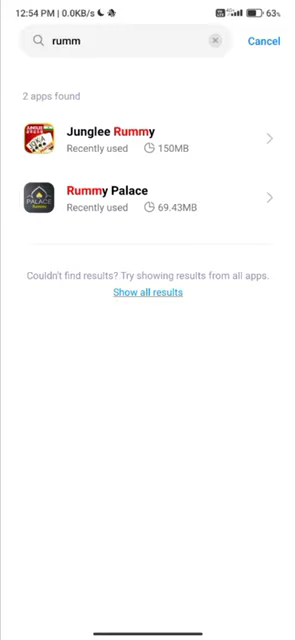 12:54 PM | 0.0KB/s 63%
rumm Cancel
2 apps found
Junglee Rummy
Recently used 150MB
Rummy Palace
Recently used 69.43MB
PALACE
Couldn't find results? Try showing results from all apps.
Show all results